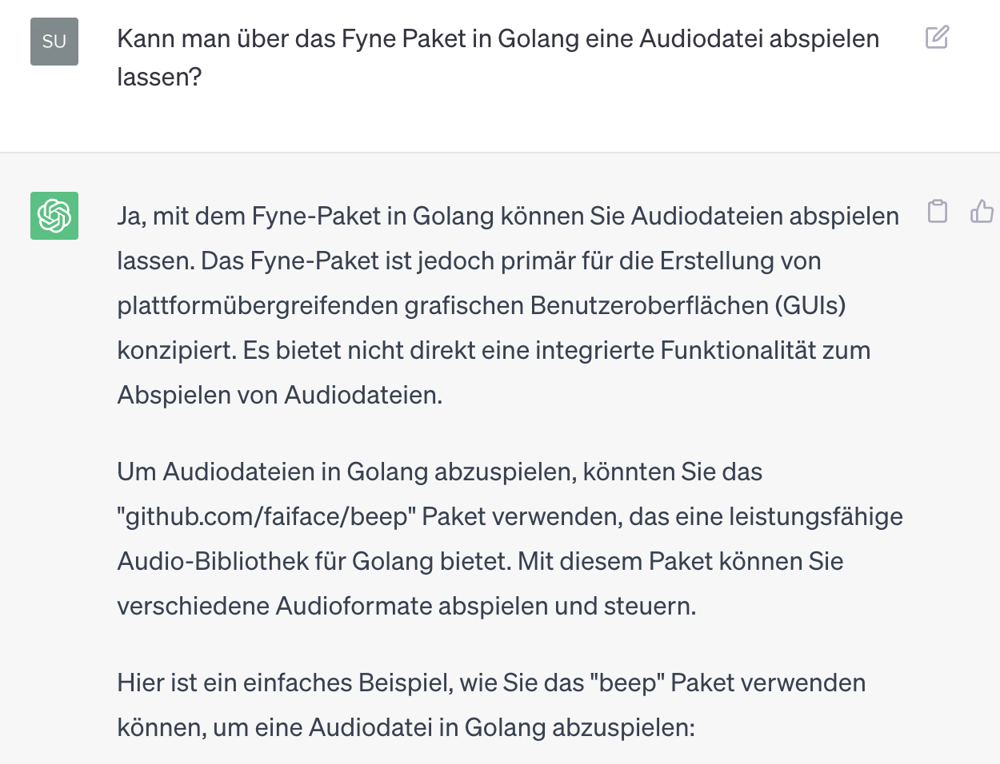 SU
Kann man über das Fyne Paket in Golang eine Audiodatei abspielen
lassen?
Ja, mit dem Fyne-Paket in Golang können Sie Audiodateien abspielen
lassen. Das Fyne-Paket ist jedoch primär für die Erstellung von
plattformübergreifenden grafischen Benutzeroberflächen (GUIs)
konzipiert. Es bietet nicht direkt eine integrierte Funktionalität zum
Abspielen von Audiodateien.
Um Audiodateien in Golang abzuspielen, könnten Sie das
"github.com/faiface/beep" Paket verwenden, das eine leistungsfähige
Audio-Bibliothek für Golang bietet. Mit diesem Paket können Sie
verschiedene Audioformate abspielen und steuern.
Hier ist ein einfaches Beispiel, wie Sie das "beep" Paket verwenden
können, um eine Audiodatei in Golang abzuspielen: